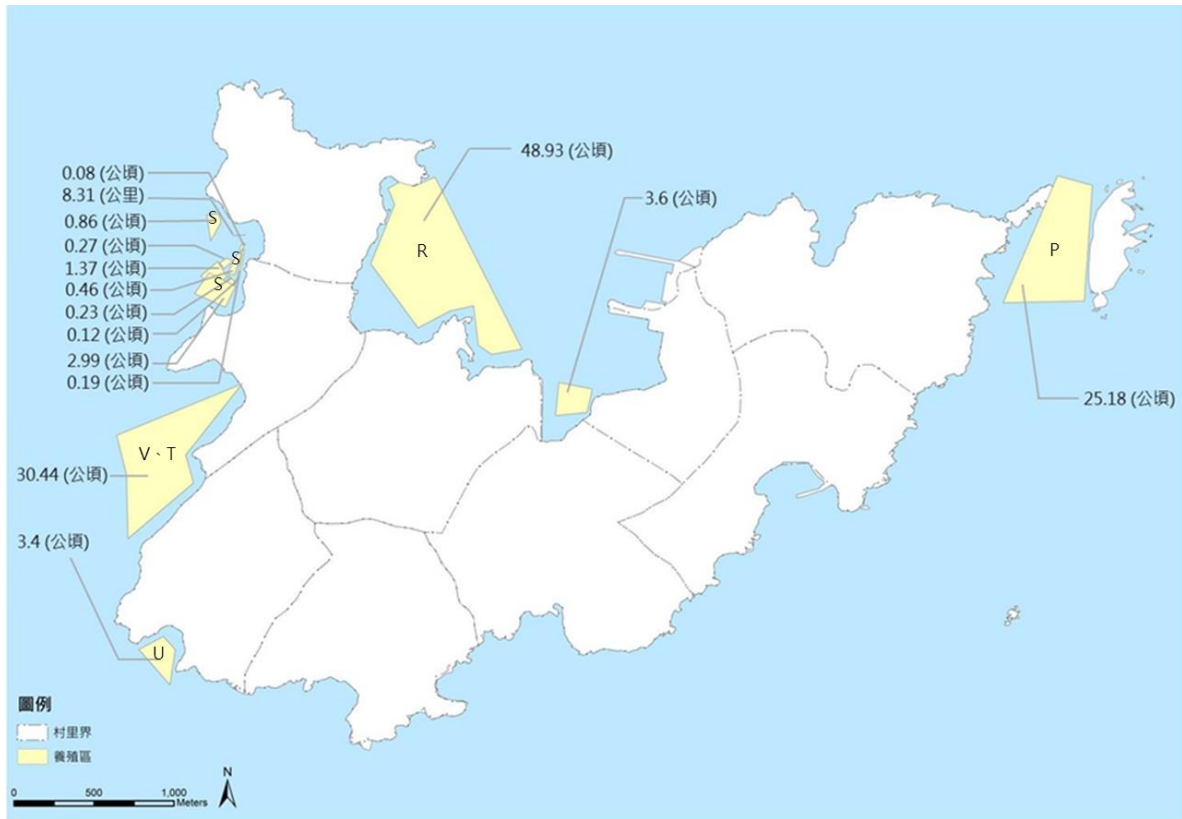 48.93 (公頃)
0.08 (公頃)
8.31 (公里)
3.6 (公頃)
0.86 (公頃)
S
0.27 (公頃)
S
R
P
1.37 (公頃)
S
0.46 (公頃)
0.23 (公頃)
0.12 (公頃)
2.99 (公頃)
0.19 (公頃)
25.18 (公頃)
V、T
30.44 (公頃)
3.4 (公頃)
U
圖例
村里界
養殖區
N
0 500 1,000
Meters